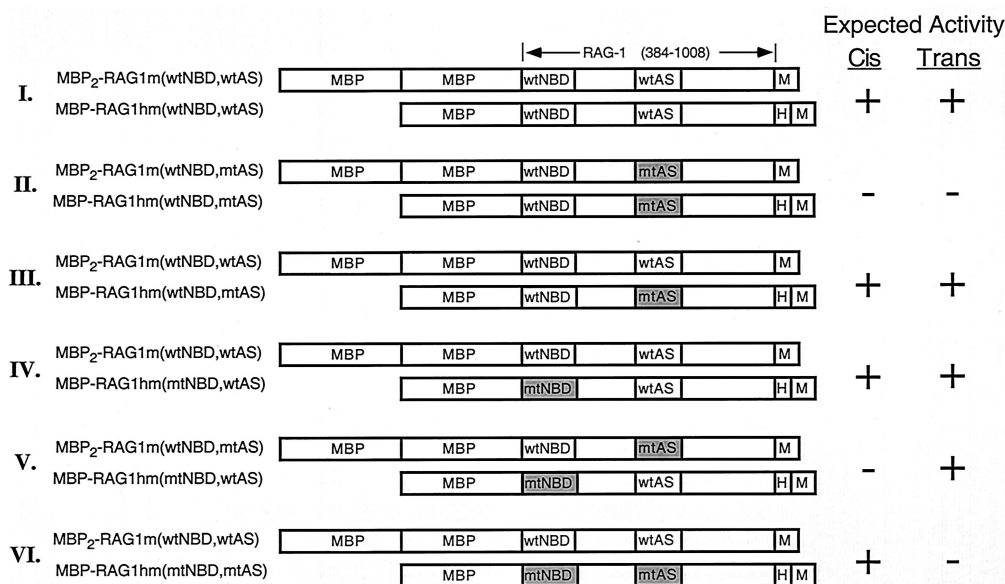 Expected Activity
RAG-1 (384-1008)
Cis Trans
I. MBP2-RAG1m(wtNBD,wtAS) MBP MBP wtNBD wtAS M + +
MBP-RAG1hm(wtNBD,wtAS) MBP wtNBD wtAS H M
II. MBP2-RAG1m(wtNBD,mtAS) MBP MBP wtNBD mtAS M - -
MBP-RAG1hm(wtNBD,mtAS) MBP wtNBD mtAS H M
III. MBP2-RAG1m(wtNBD,wtAS) MBP MBP wtNBD wtAS M + +
MBP-RAG1hm(wtNBD,mtAS) MBP wtNBD mtAS H M
IV. MBP2-RAG1m(wtNBD,wtAS) MBP MBP wtNBD wtAS M + +
MBP-RAG1hm(mtNBD,wtAS) MBP mtNBD wtAS H M
V. MBP2-RAG1m(wtNBD,mtAS) MBP MBP wtNBD mtAS M - +
MBP-RAG1hm(mtNBD,wtAS) MBP mtNBD wtAS H M
VI. MBP2-RAG1m(wtNBD,wtAS) MBP MBP wtNBD wtAS M + -
MBP-RAG1hm(mtNBD,mtAS) MBP mtNBD mtAS H M